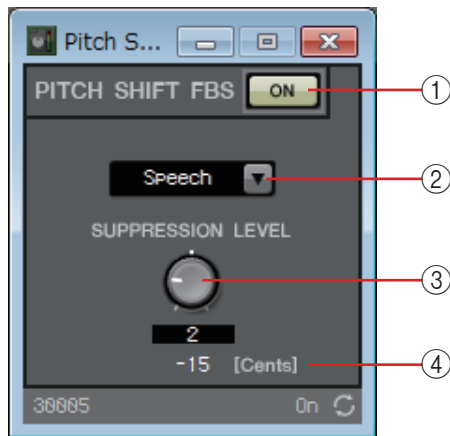 Pitch S...
PITCH SHIFT FBS ON
①
Speech
②
SUPPRESSION LEVEL
③
2
-15 [Cents]
④
30005 On